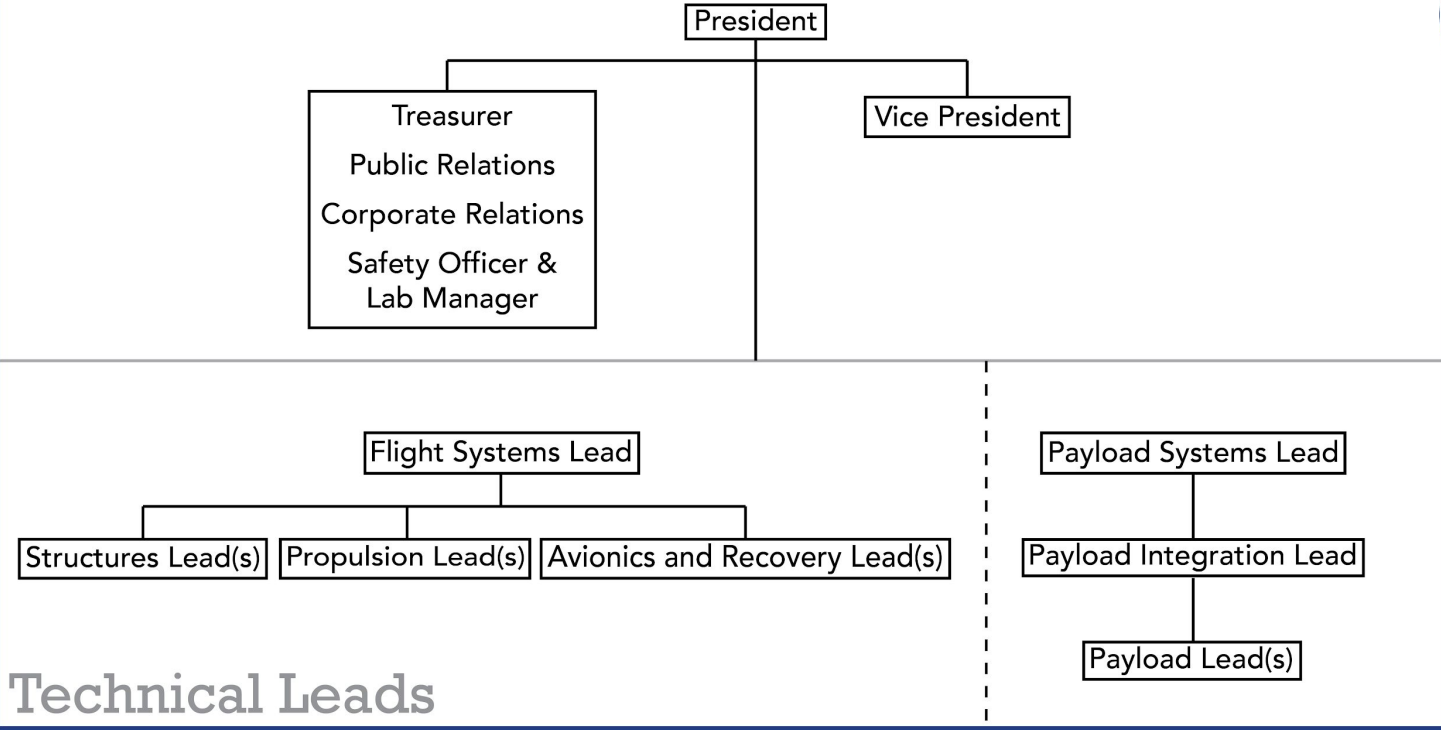 President
Treasurer
Public Relations
Corporate Relations
Safety Officer &
Lab Manager
Vice President
Flight Systems Lead
Structures Lead(s)
Propulsion Lead(s)
Avionics and Recovery Lead(s)
Payload Systems Lead
Payload Integration Lead
Payload Lead(s)
Technical Leads